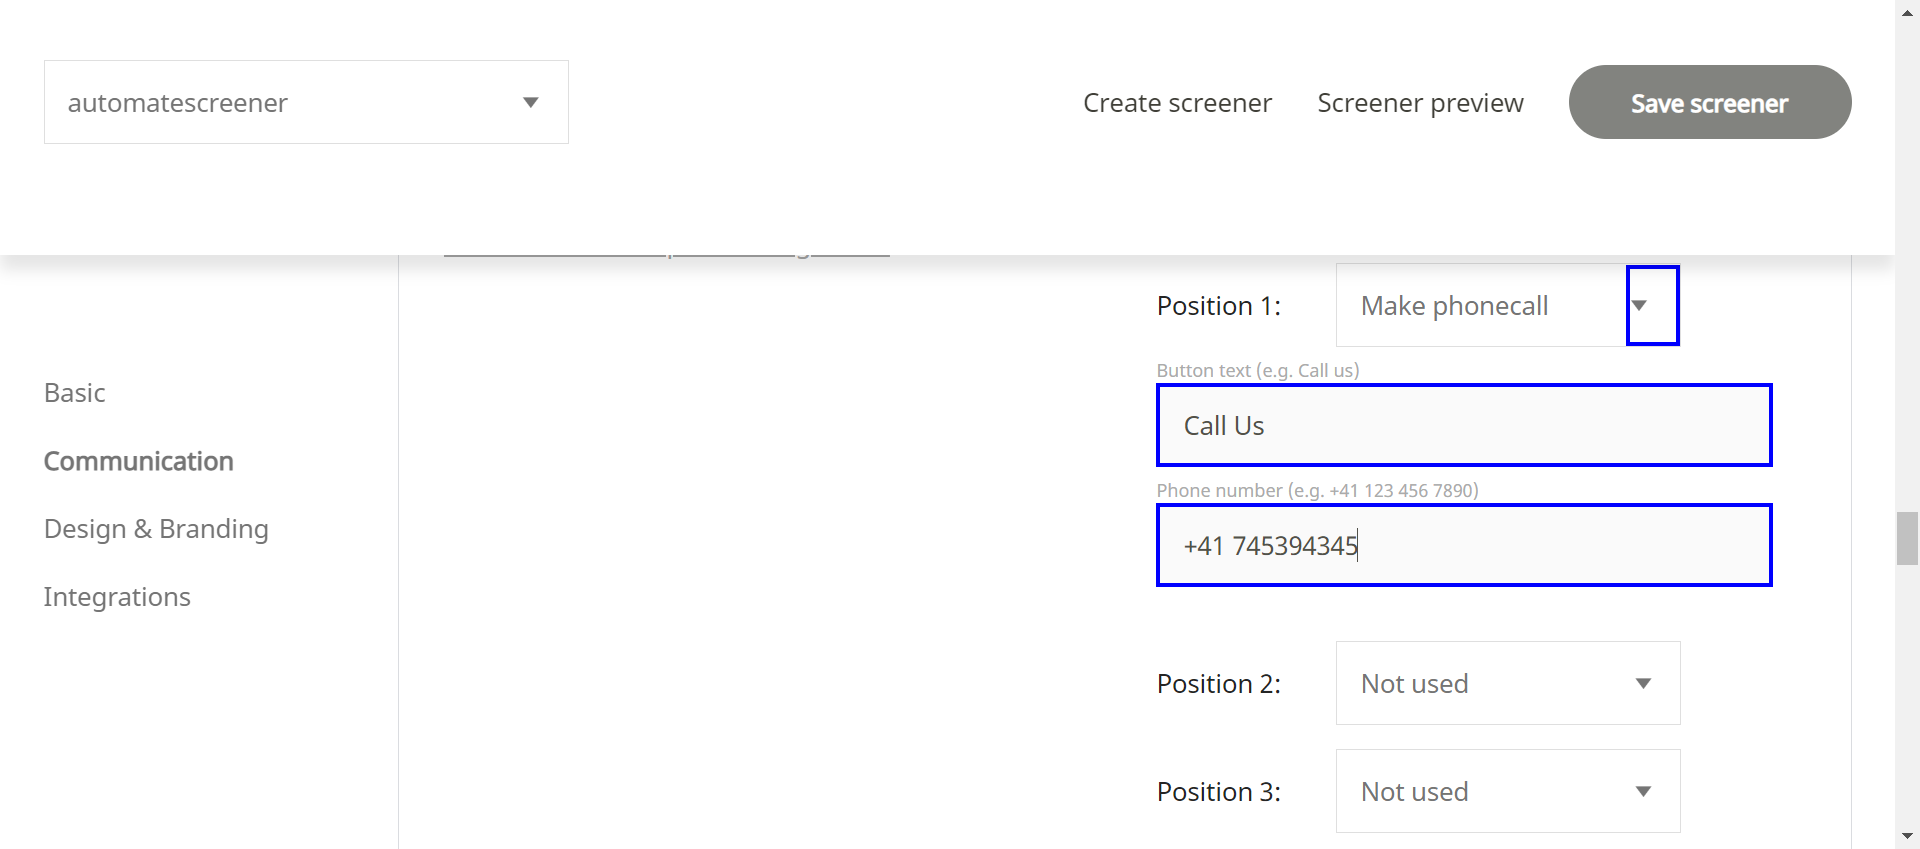 automatescreener
Create screener
Screener preview
Save screener
Basic
Communication
Design & Branding
Integrations
Position 1:
Make phonecall
Button text (e.g. Call us)
Call Us
Phone number (e.g. +41 123 456 7890)
+41 745394345
Position 2:
Not used
Position 3:
Not used